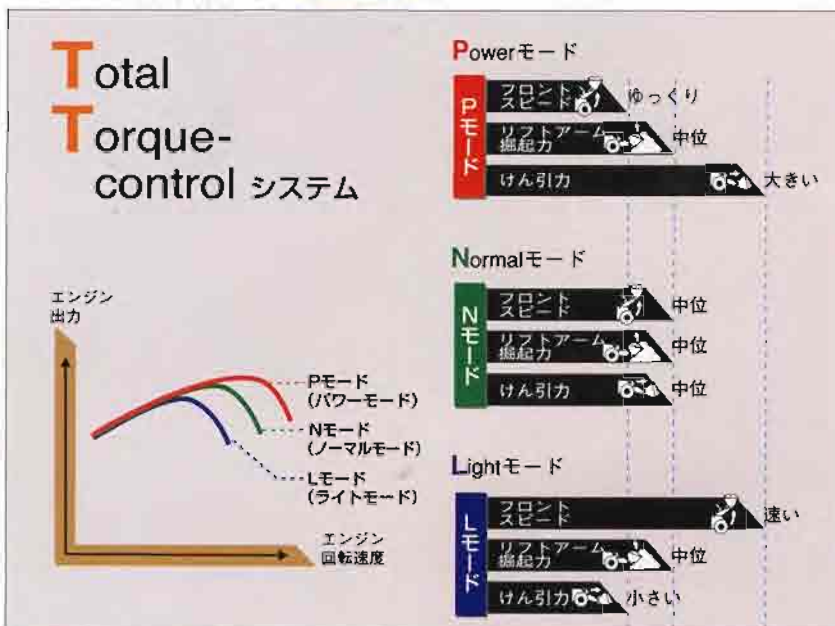 Total
Torque-
control システム
エンジン
出力
Pモード
(パワーモード)
Nモード
(ノーマルモード)
Lモード
(ライトモード)
エンジン
回転速度
Powerモード
Pモード
フロント
スピード
ゆっくり
リフトアーム
掘起力
中位
けん引力
大きい
Normalモード
Nモード
フロント
スピード
中位
リフトアーム
掘起力
中位
けん引力
中位
Lightモード
Lモード
フロント
スピード
速い
リフトアーム
掘起力
中位
けん引力
小さい